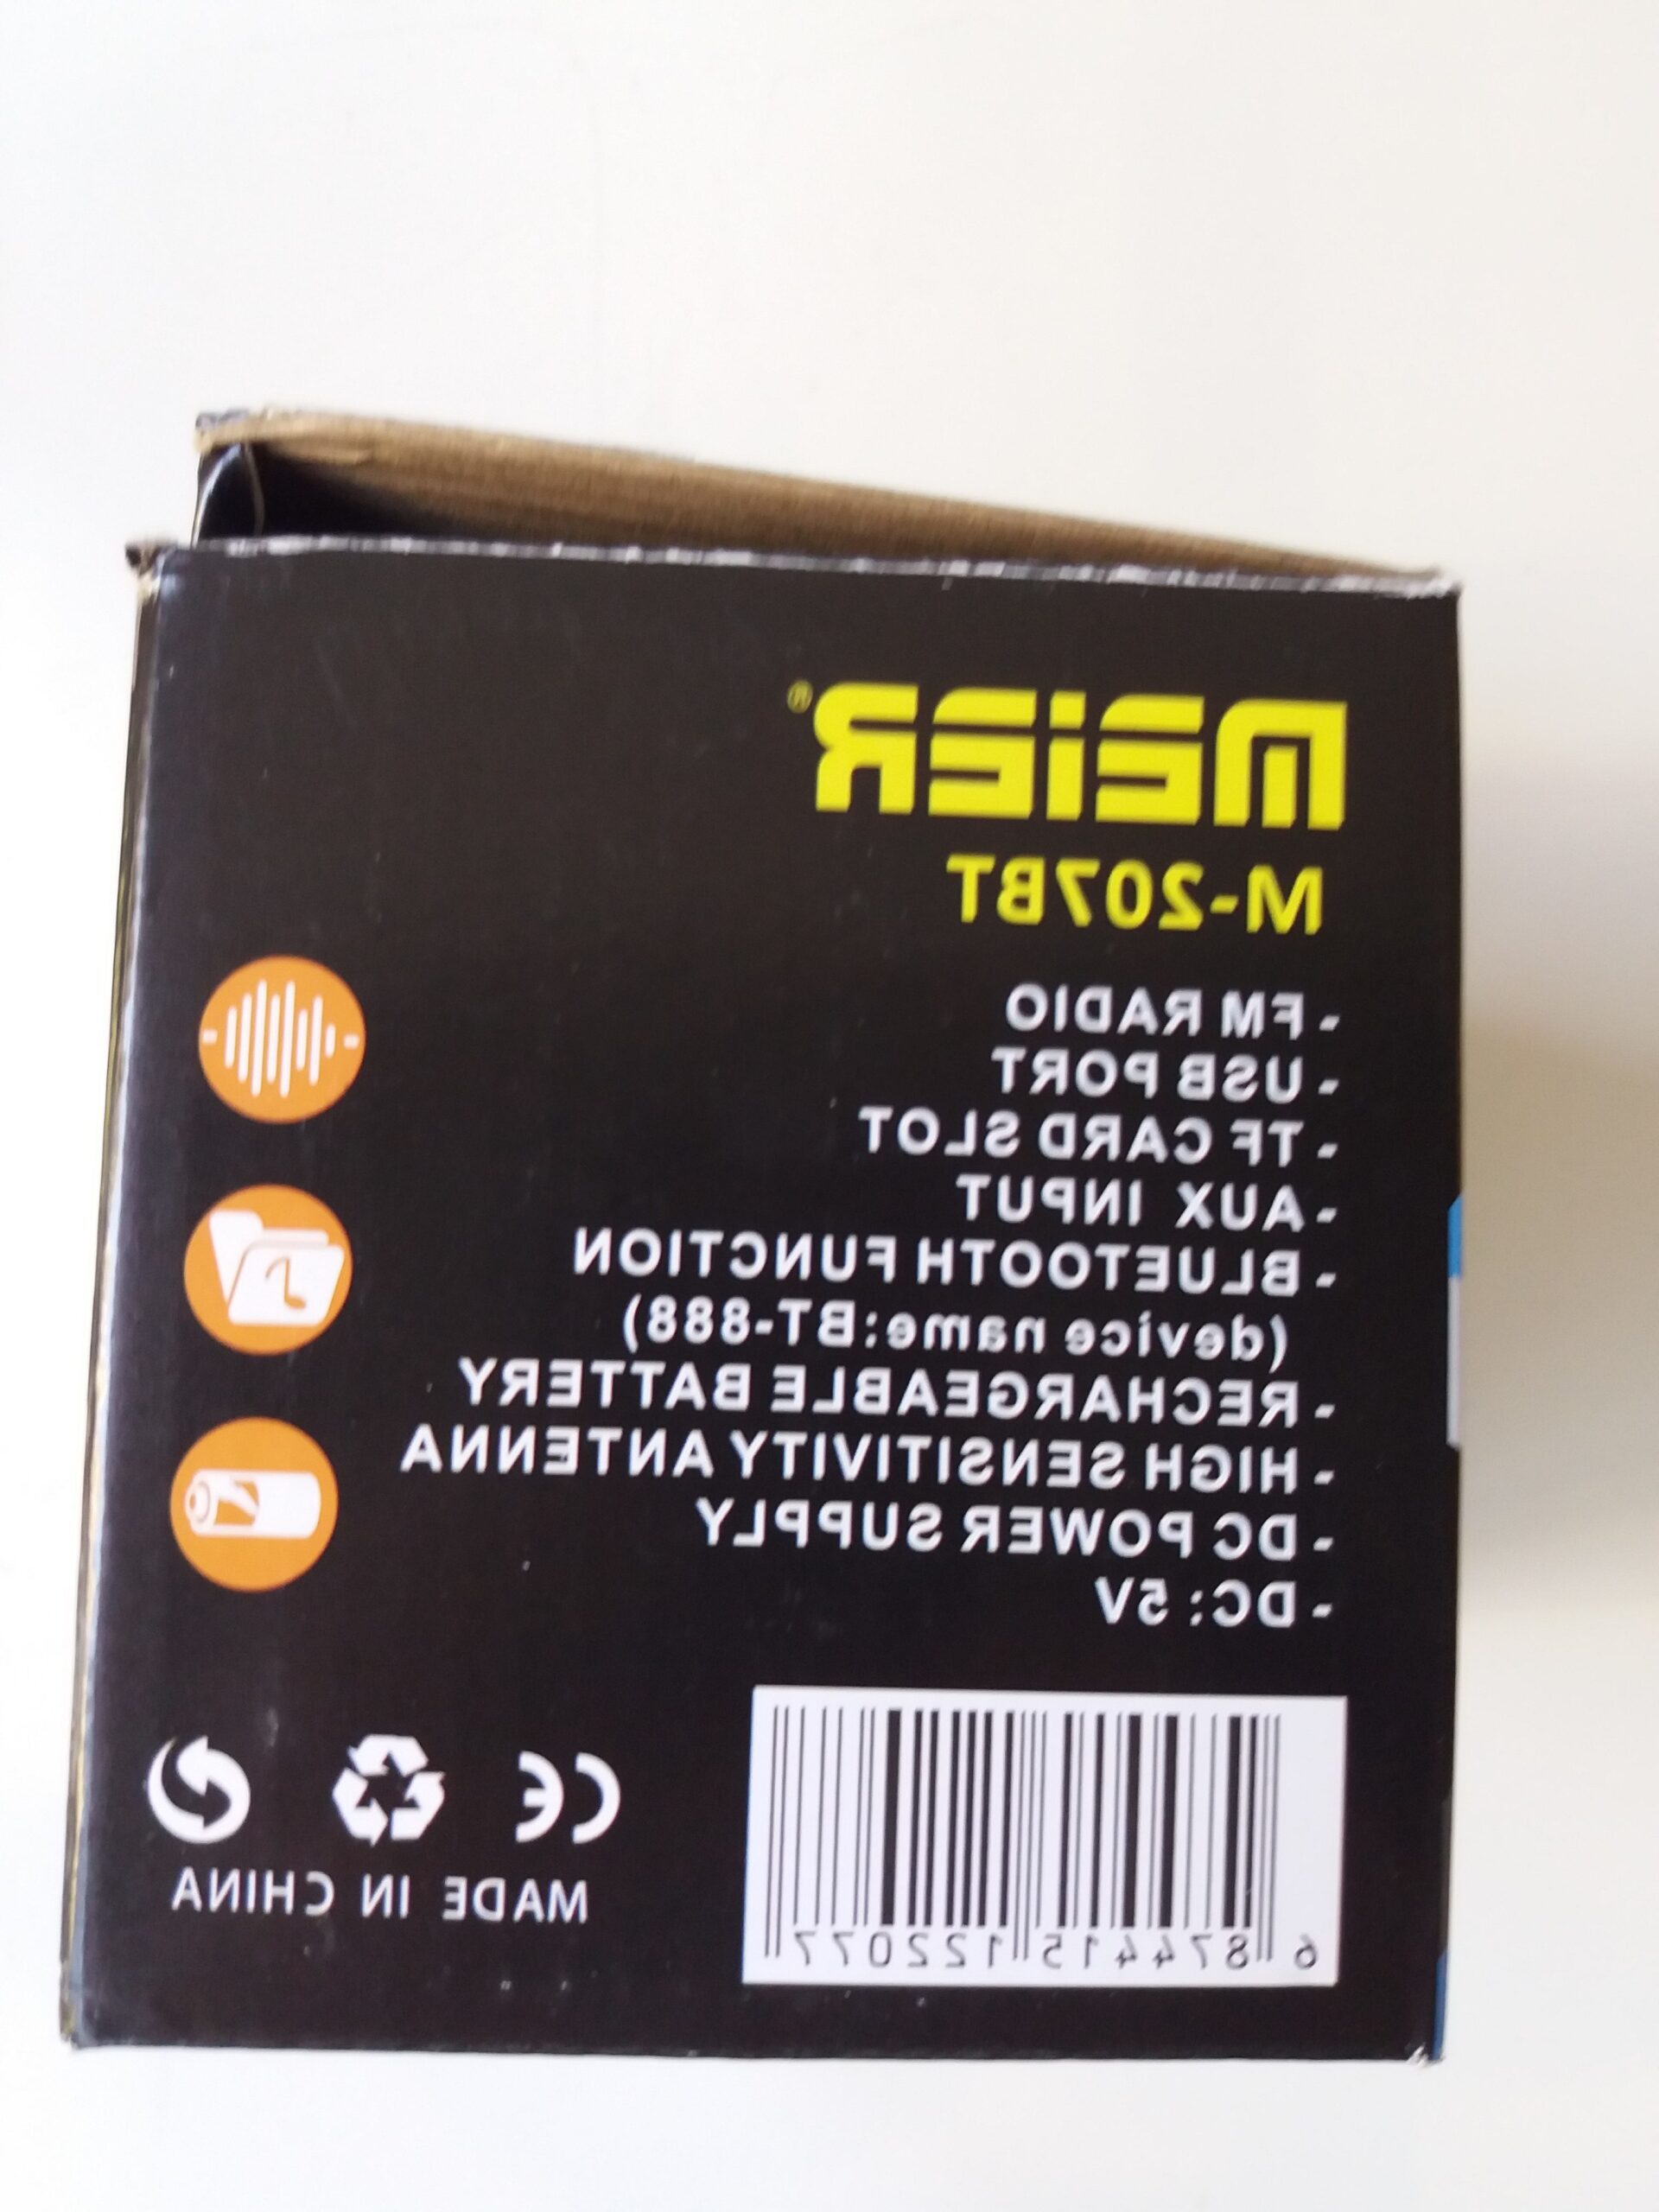 MEIER®
M-207BT
- FM RADIO
- USB PORT
- TF CARD SLOT
- AUX INPUT
- BLUETOOTH FUNCTION
(device name:BT-888)
- RECHARGEABLE BATTERY
- HIGH SENSITIVITY ANTENNA
- DC POWER SUPPLY
- DC: 5V
CE
MADE IN CHINA
6 874415 122077